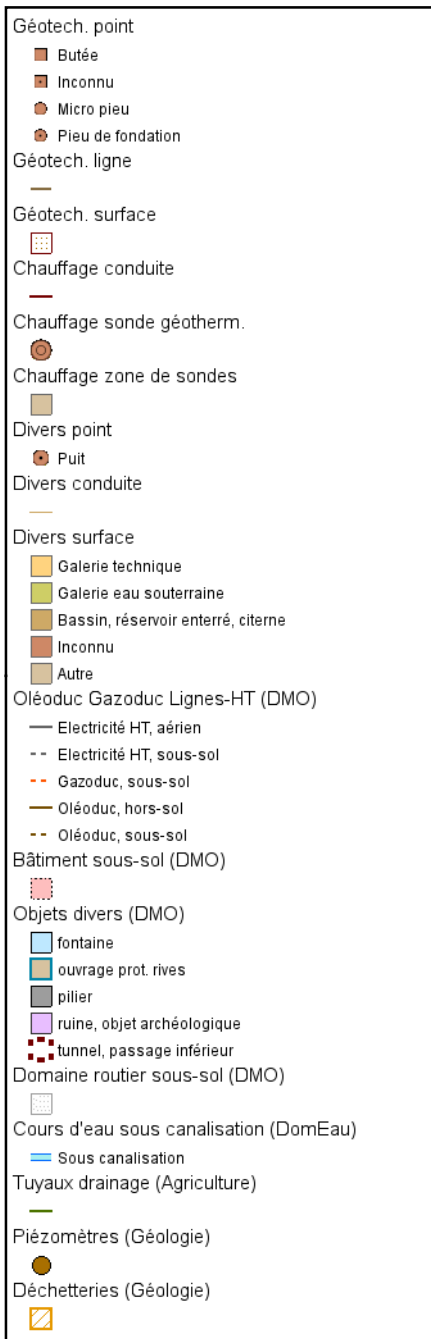 Géotech. point
Butée
Inconnu
Micro pieu
Pieu de fondation
Géotech. ligne
Géotech. surface
Chauffage conduite
Chauffage sonde géotherm.
Chauffage zone de sondes
Divers point
Puit
Divers conduite
Divers surface
Galerie technique
Galerie eau souterraine
Bassin, réservoir enterré, citerne
Inconnu
Autre
Oléoduc Gazoduc Lignes-HT (DMO)
Electricité HT, aérien
Electricité HT, sous-sol
Gazoduc, sous-sol
Oléoduc, hors-sol
Oléoduc, sous-sol
Bâtiment sous-sol (DMO)
Objets divers (DMO)
fontaine
ouvrage prot. rives
pilier
ruine, objet archéologique
tunnel, passage inférieur
Domaine routier sous-sol (DMO)
Cours d'eau sous canalisation (DomEau)
Sous canalisation
Tuyaux drainage (Agriculture)
Piézomètres (Géologie)
Déchetteries (Géologie)